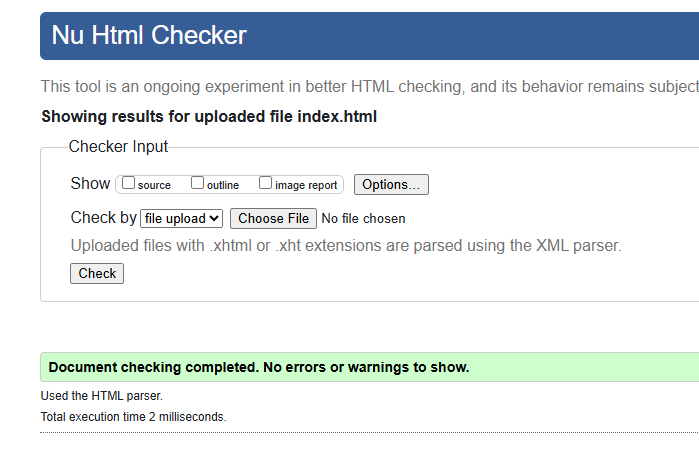 Nu Html Checker
This tool is an ongoing experiment in better HTML checking, and its behavior remains subject
Showing results for uploaded file index.html
Checker Input
Show source outline image report Options...
Check by file upload Choose File No file chosen
Uploaded files with .xhtml or .xht extensions are parsed using the XML parser.
Check
Document checking completed. No errors or warnings to show.
Used the HTML parser.
Total execution time 2 milliseconds.